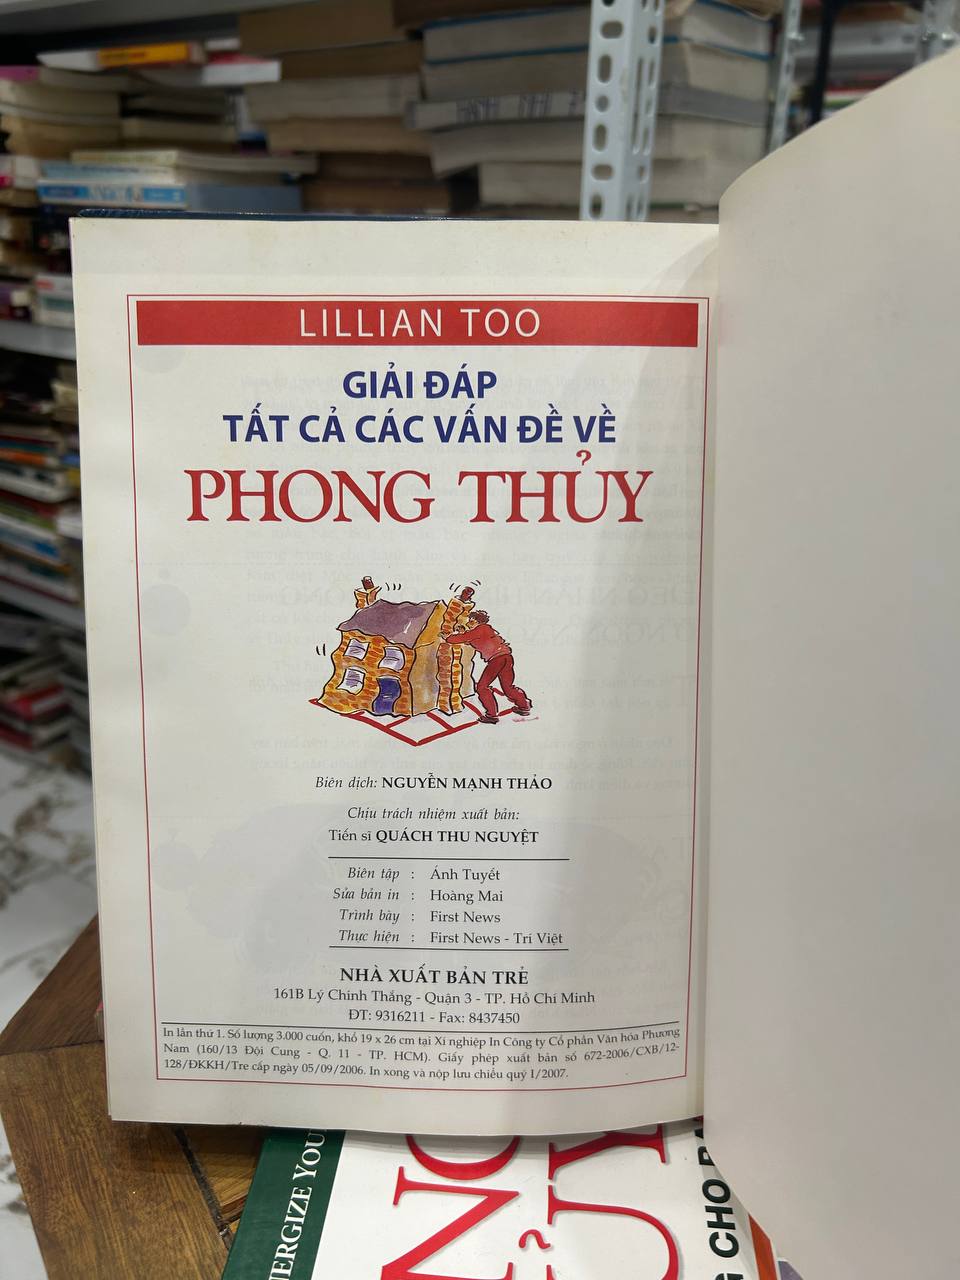 LILLIAN TOO
GIẢI ĐÁP
TẤT CẢ CÁC VẤN ĐỀ VỀ
PHONG THỦY
Biên dịch: NGUYỄN MẠNH THẢO
Chịu trách nhiệm xuất bản:
Tiến sĩ QUÁCH THU NGUYỆT
Biên tập : Ánh Tuyết
Sửa bản in : Hoàng Mai
Trình bày : First News
Thực hiện : First News - Trí Việt
NHÀ XUẤT BẢN TRẺ
161B Lý Chính Thắng - Quận 3 - TP. Hồ Chí Minh
ĐT: 9316211 - Fax: 8437450
In lần thứ 1. Số lượng 3.000 cuốn, khổ 19 x 26 cm tại Xí nghiệp In Công ty Cổ phần Văn hóa Phương
Nam (160/13 Đội Cung - Q. 11 - TP. HCM). Giấy phép xuất bản số 672-2006/CXB/12-
128/ĐKKH/Tre cấp ngày 05/09/2006. In xong và nộp lưu chiểu quý I/2007.